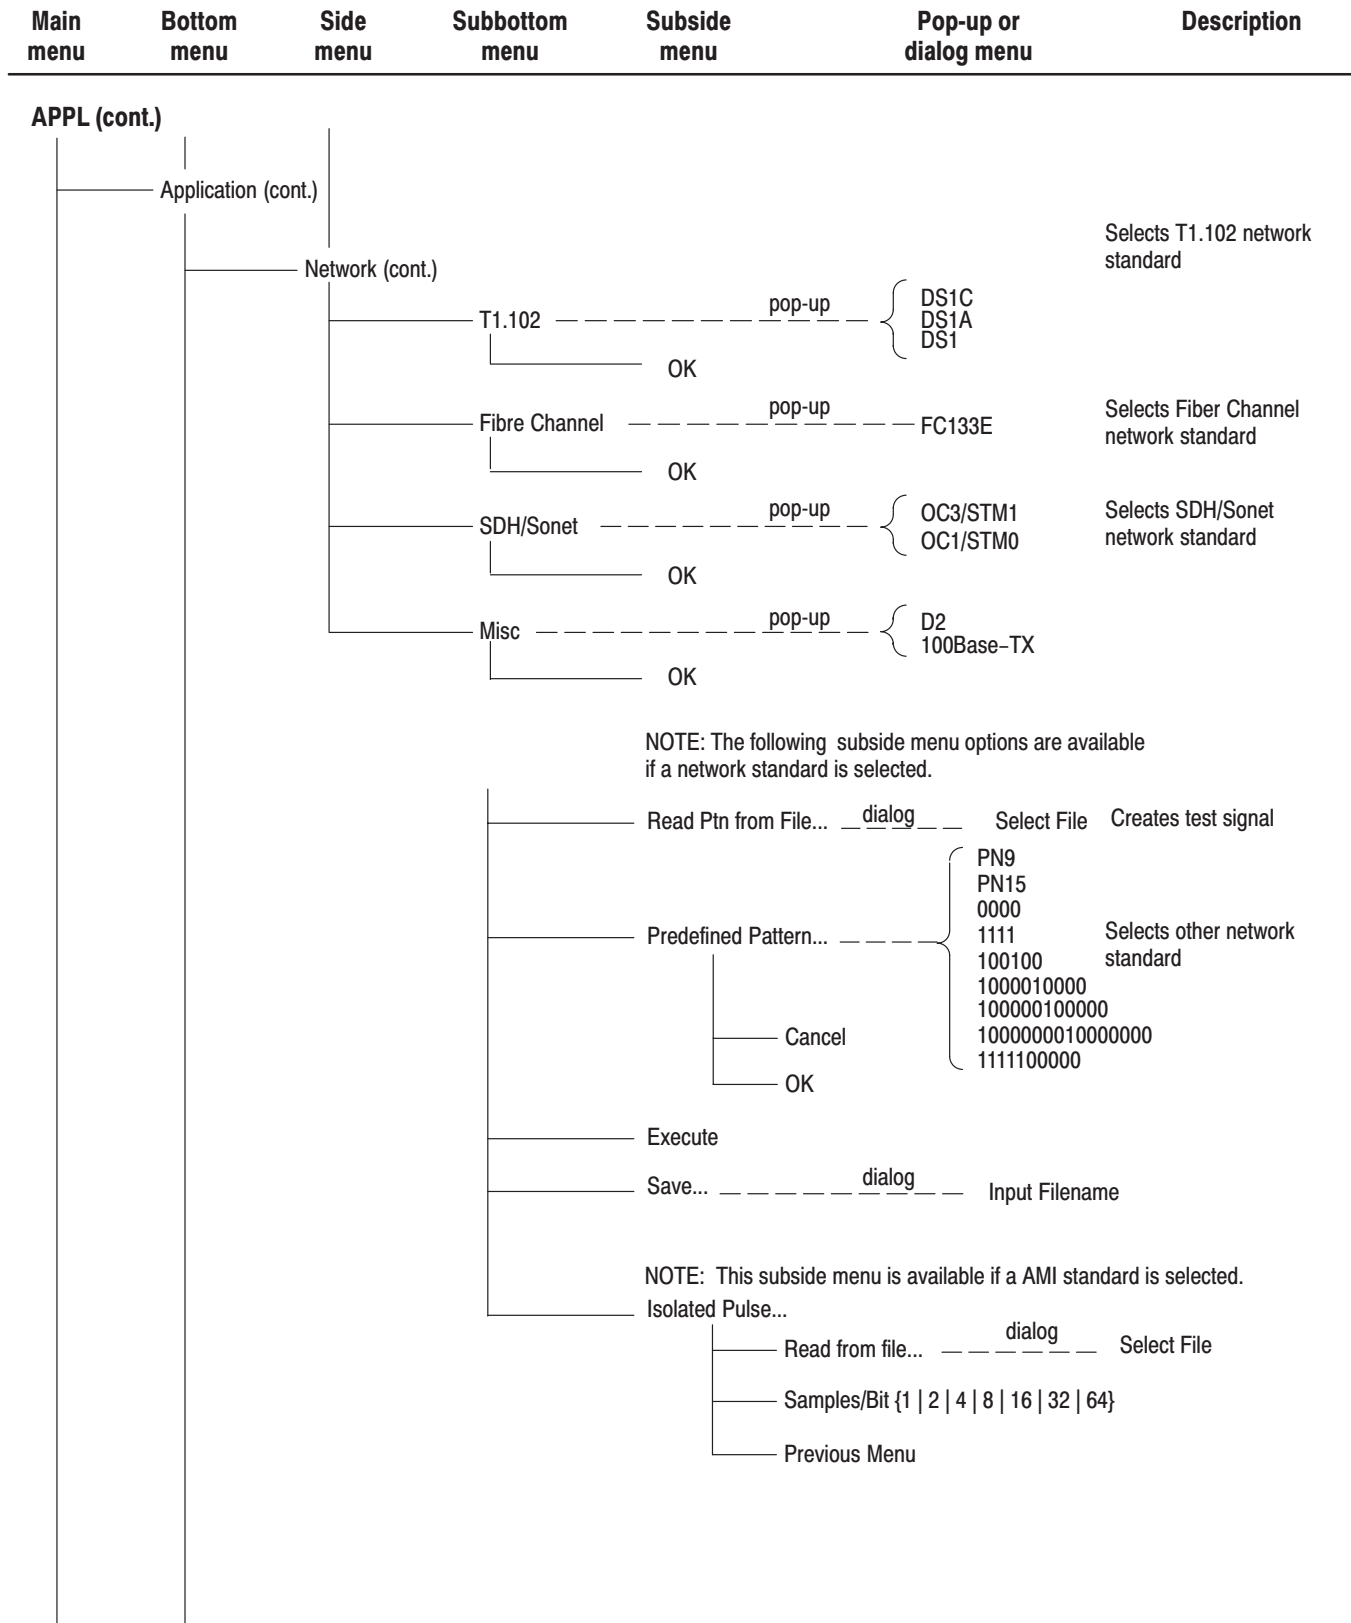 Main menu
Bottom menu
Side menu
Subbottom menu
Subside menu
Pop-up or dialog menu
Description
APPL (cont.)
Application (cont.)
Selects T1.102 network
standard
Network (cont.)
T1.102
pop-up
DS1C
DS1A
DS1
OK
Fibre Channel
pop-up
FC133E
Selects Fiber Channel
network standard
OK
SDH/Sonet
pop-up
OC3/STM1
OC1/STM0
Selects SDH/Sonet
network standard
OK
Misc
pop-up
D2
100Base-TX
OK
NOTE: The following subside menu options are available
if a network standard is selected.
Read Ptn from File...
dialog
Select File
Creates test signal
Predefined Pattern...
PN9
PN15
0000
1111
100100
1000010000
100000100000
1000000010000000
1111100000
Selects other network
standard
Cancel
OK
Execute
Save...
dialog
Input Filename
NOTE: This subside menu is available if a AMI standard is selected.
Isolated Pulse...
Read from file...
dialog
Select File
Samples/Bit {1 | 2 | 4 | 8 | 16 | 32 | 64}
Previous Menu